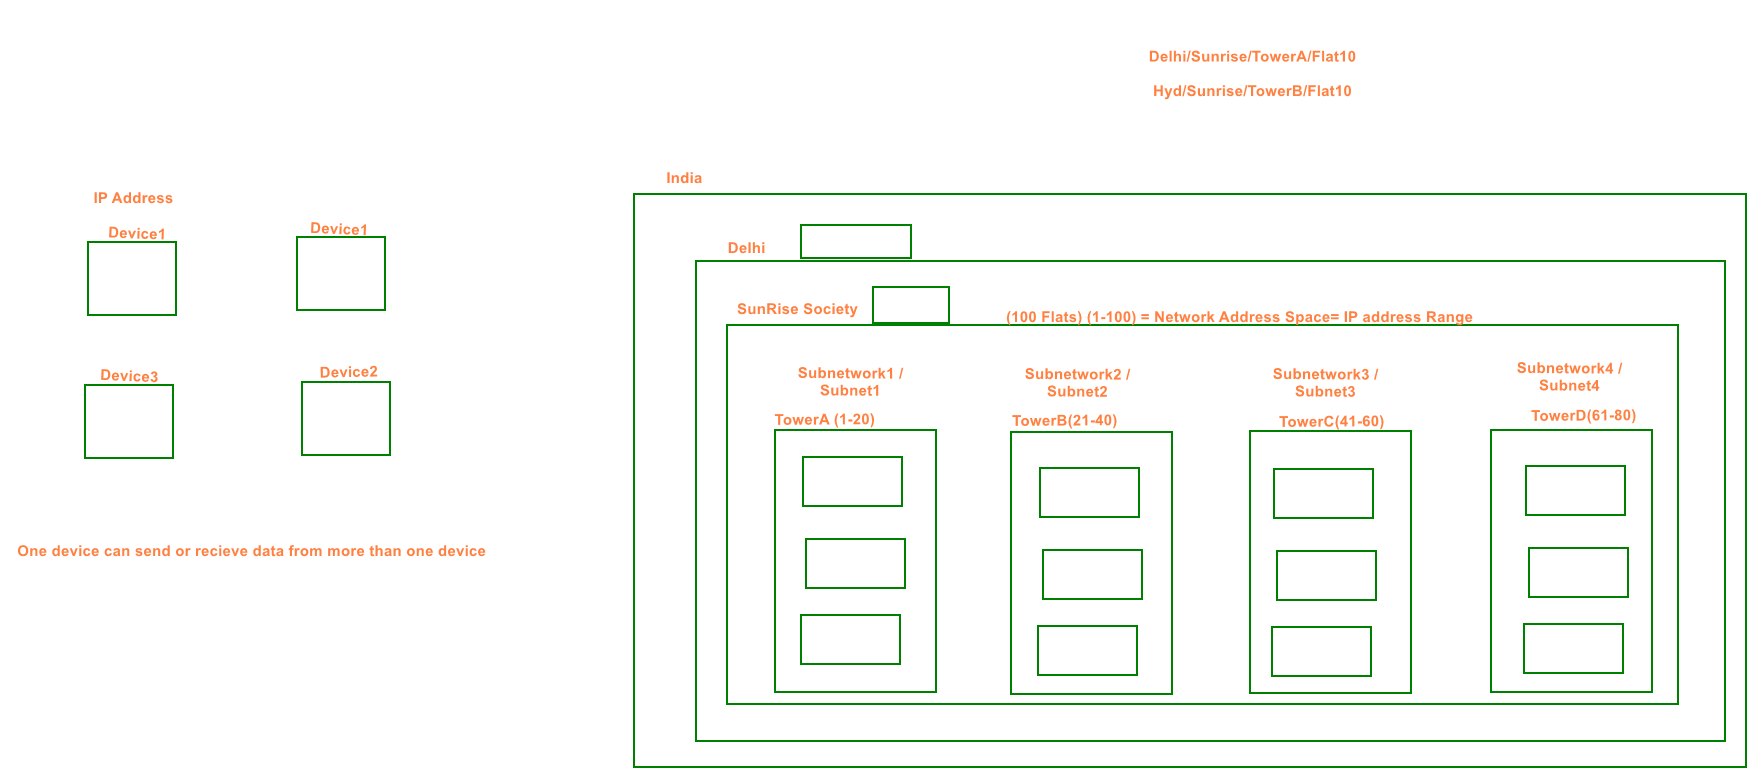 Delhi/Sunrise/TowerA/Flat10
Hyd/Sunrise/TowerB/Flat10
IP Address
Device1
Device1
Device3
Device2
One device can send or recieve data from more than one device
India
Delhi
SunRise Society
(100 Flats) (1-100) = Network Address Space= IP address Range
Subnetwork1 /
Subnet1
TowerA (1-20)
Subnetwork2 /
Subnet2
TowerB(21-40)
Subnetwork3 /
Subnet3
TowerC(41-60)
Subnetwork4 /
Subnet4
TowerD(61-80)